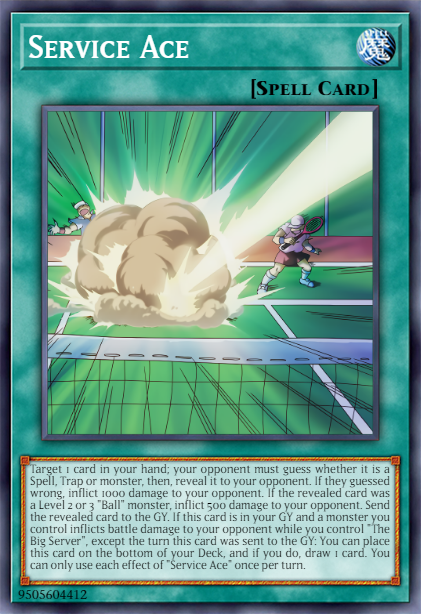 Service Ace
魔
[Spell Card]
Target 1 card in your hand; your opponent must guess whether it is a
Spell, Trap or monster, then, reveal it to your opponent. If they guessed
wrong, inflict 1000 damage to your opponent. If the revealed card was
a Level 2 or 3 "Ball" monster, inflict 500 damage to your opponent. Send
the revealed card to the GY. If this card is in your GY and a monster you
control inflicts battle damage to your opponent while you control "The
Big Server", except the turn this card was sent to the GY: You can place
this card on the bottom of your Deck, and if you do, draw 1 card. You
can only use each effect of "Service Ace" once per turn.
9505604412